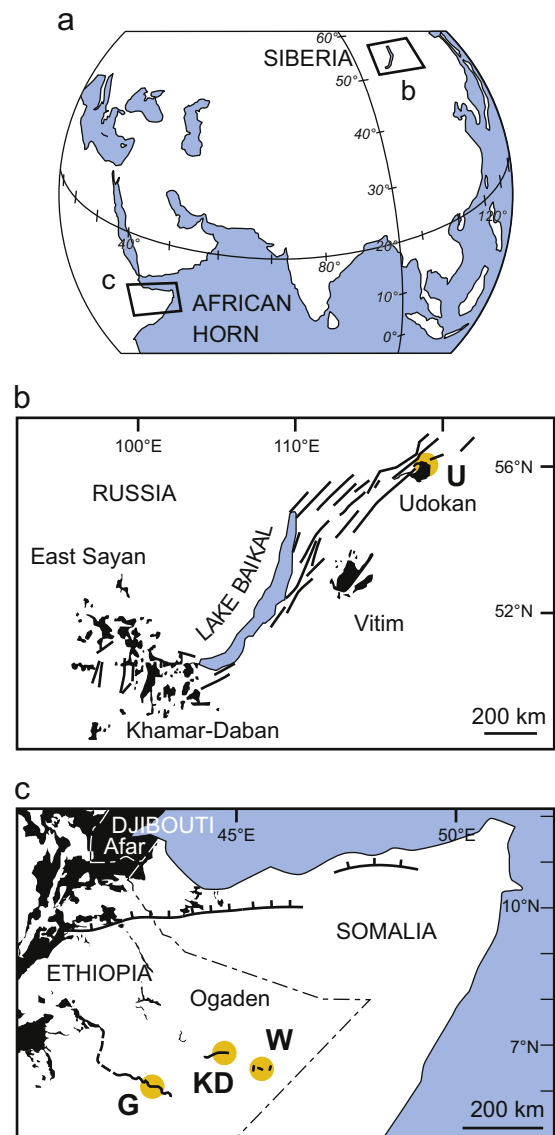 a
60°
SIBERIA
50°
b
40°
30°
120°
20°
40°
80°
c
10°
AFRICAN
HORN
0°
b
100°E
110°E
56°N
U
RUSSIA
Udokan
East Sayan
LAKE BAIKAL
52°N
Vitim
Khamar-Daban
200 km
c
DJIBOUTI
45°E
50°E
Afar
10°N
SOMALIA
ETHIOPIA
Ogaden
W
7°N
KD
G
200 km